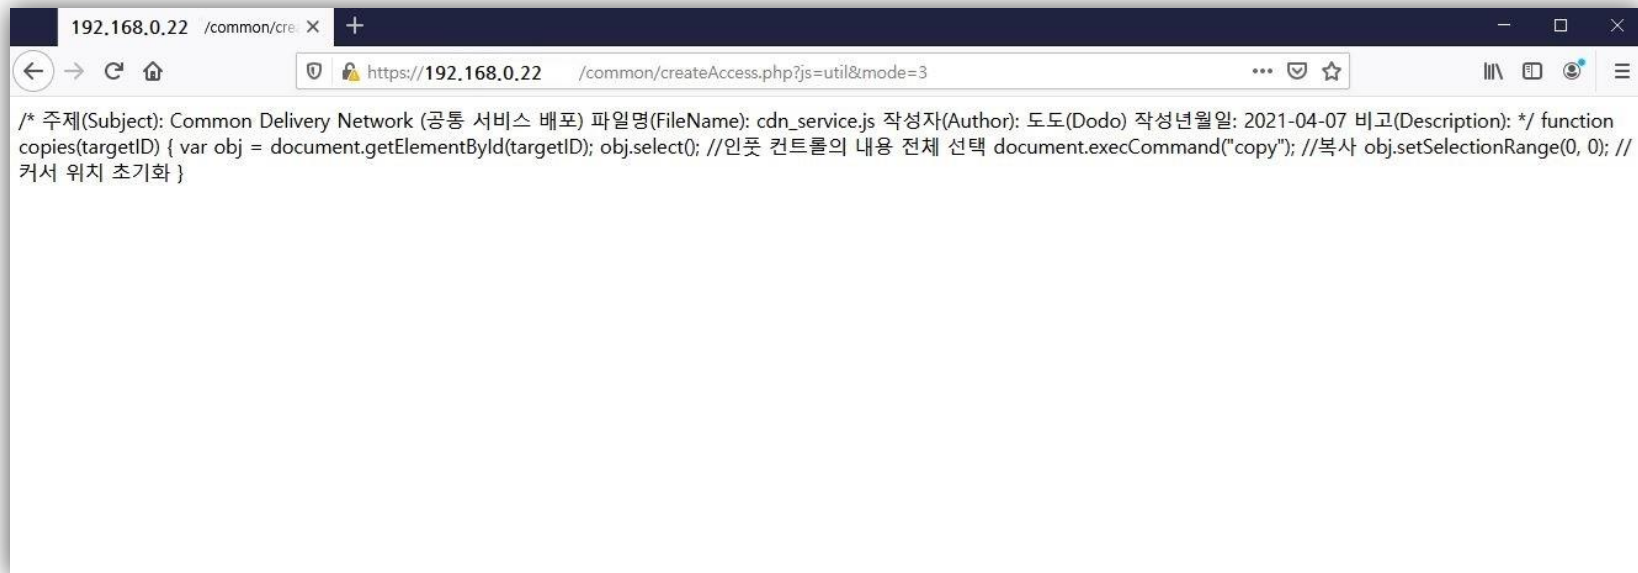 192.168.0.22 /common/cre
https://192.168.0.22 /common/createAccess.php?js=util&mode=3
/* 주제(Subject): Common Delivery Network (공통 서비스 배포) 파일명(FileName): cdn_service.js 작성자(Author): 도도(Dodo) 작성년월일: 2021-04-07 비고(Description): */ function
copies(targetID) { var obj = document.getElementById(targetID); obj.select(); //인풋 컨트롤의 내용 전체 선택 document.execCommand("copy"); //복사 obj.setSelectionRange(0, 0); //
커서 위치 초기화 }